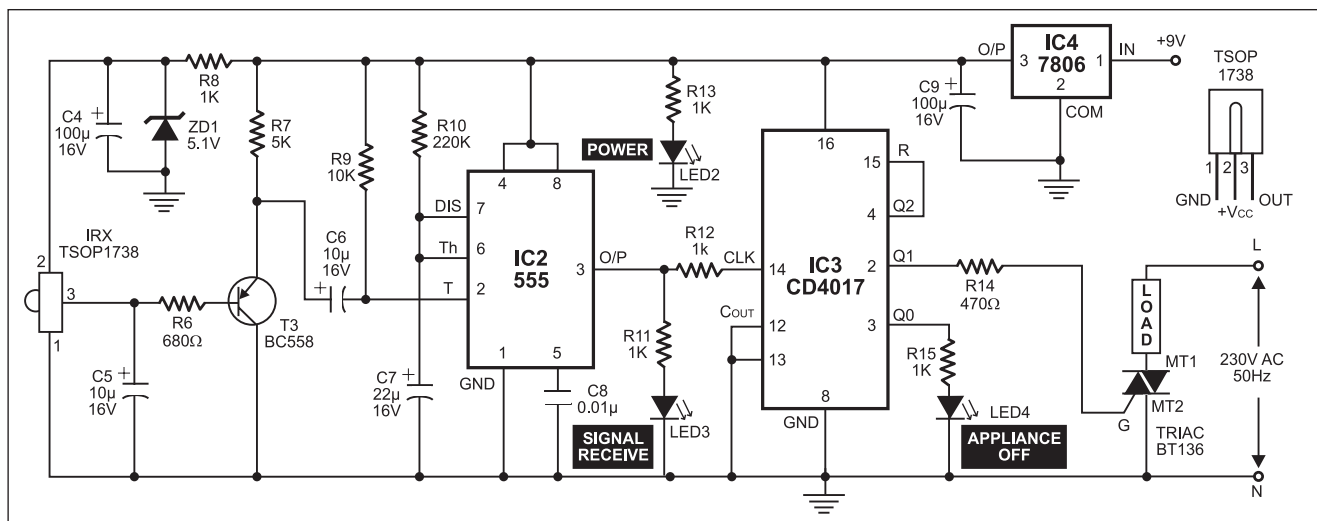 R8
1K
C4
100µ
16V
+
ZD1
5.1V
R7
5K
R9
10K
R10
220K
C6
10µ
16V
+
IRX
TSOP1738
2
3
1
R6
680Ω
T3
BC558
C5
10µ
16V
+
DIS
Th
T
4
8
7
6
2
IC2
555
3
O/P
1
5
GND
C7
22µ
16V
+
C8
0.01µ
R13
1K
POWER
LED2
R12
1k
CLK
R11
1K
LED3
SIGNAL
RECEIVE
COUT
16
15
R
4
Q2
14
IC3
CD4017
2
Q1
3
Q0
12
13
8
GND
R14
470Ω
R15
1K
LED4
APPLIANCE
OFF
C9
100µ
16V
+
O/P
3
IC4
7806
1
IN
2
COM
+9V
TSOP
1738
1
2
3
GND
+VCC
OUT
L
LOAD
230V AC
50Hz
MT1
MT2
G
TRIAC
BT136
N